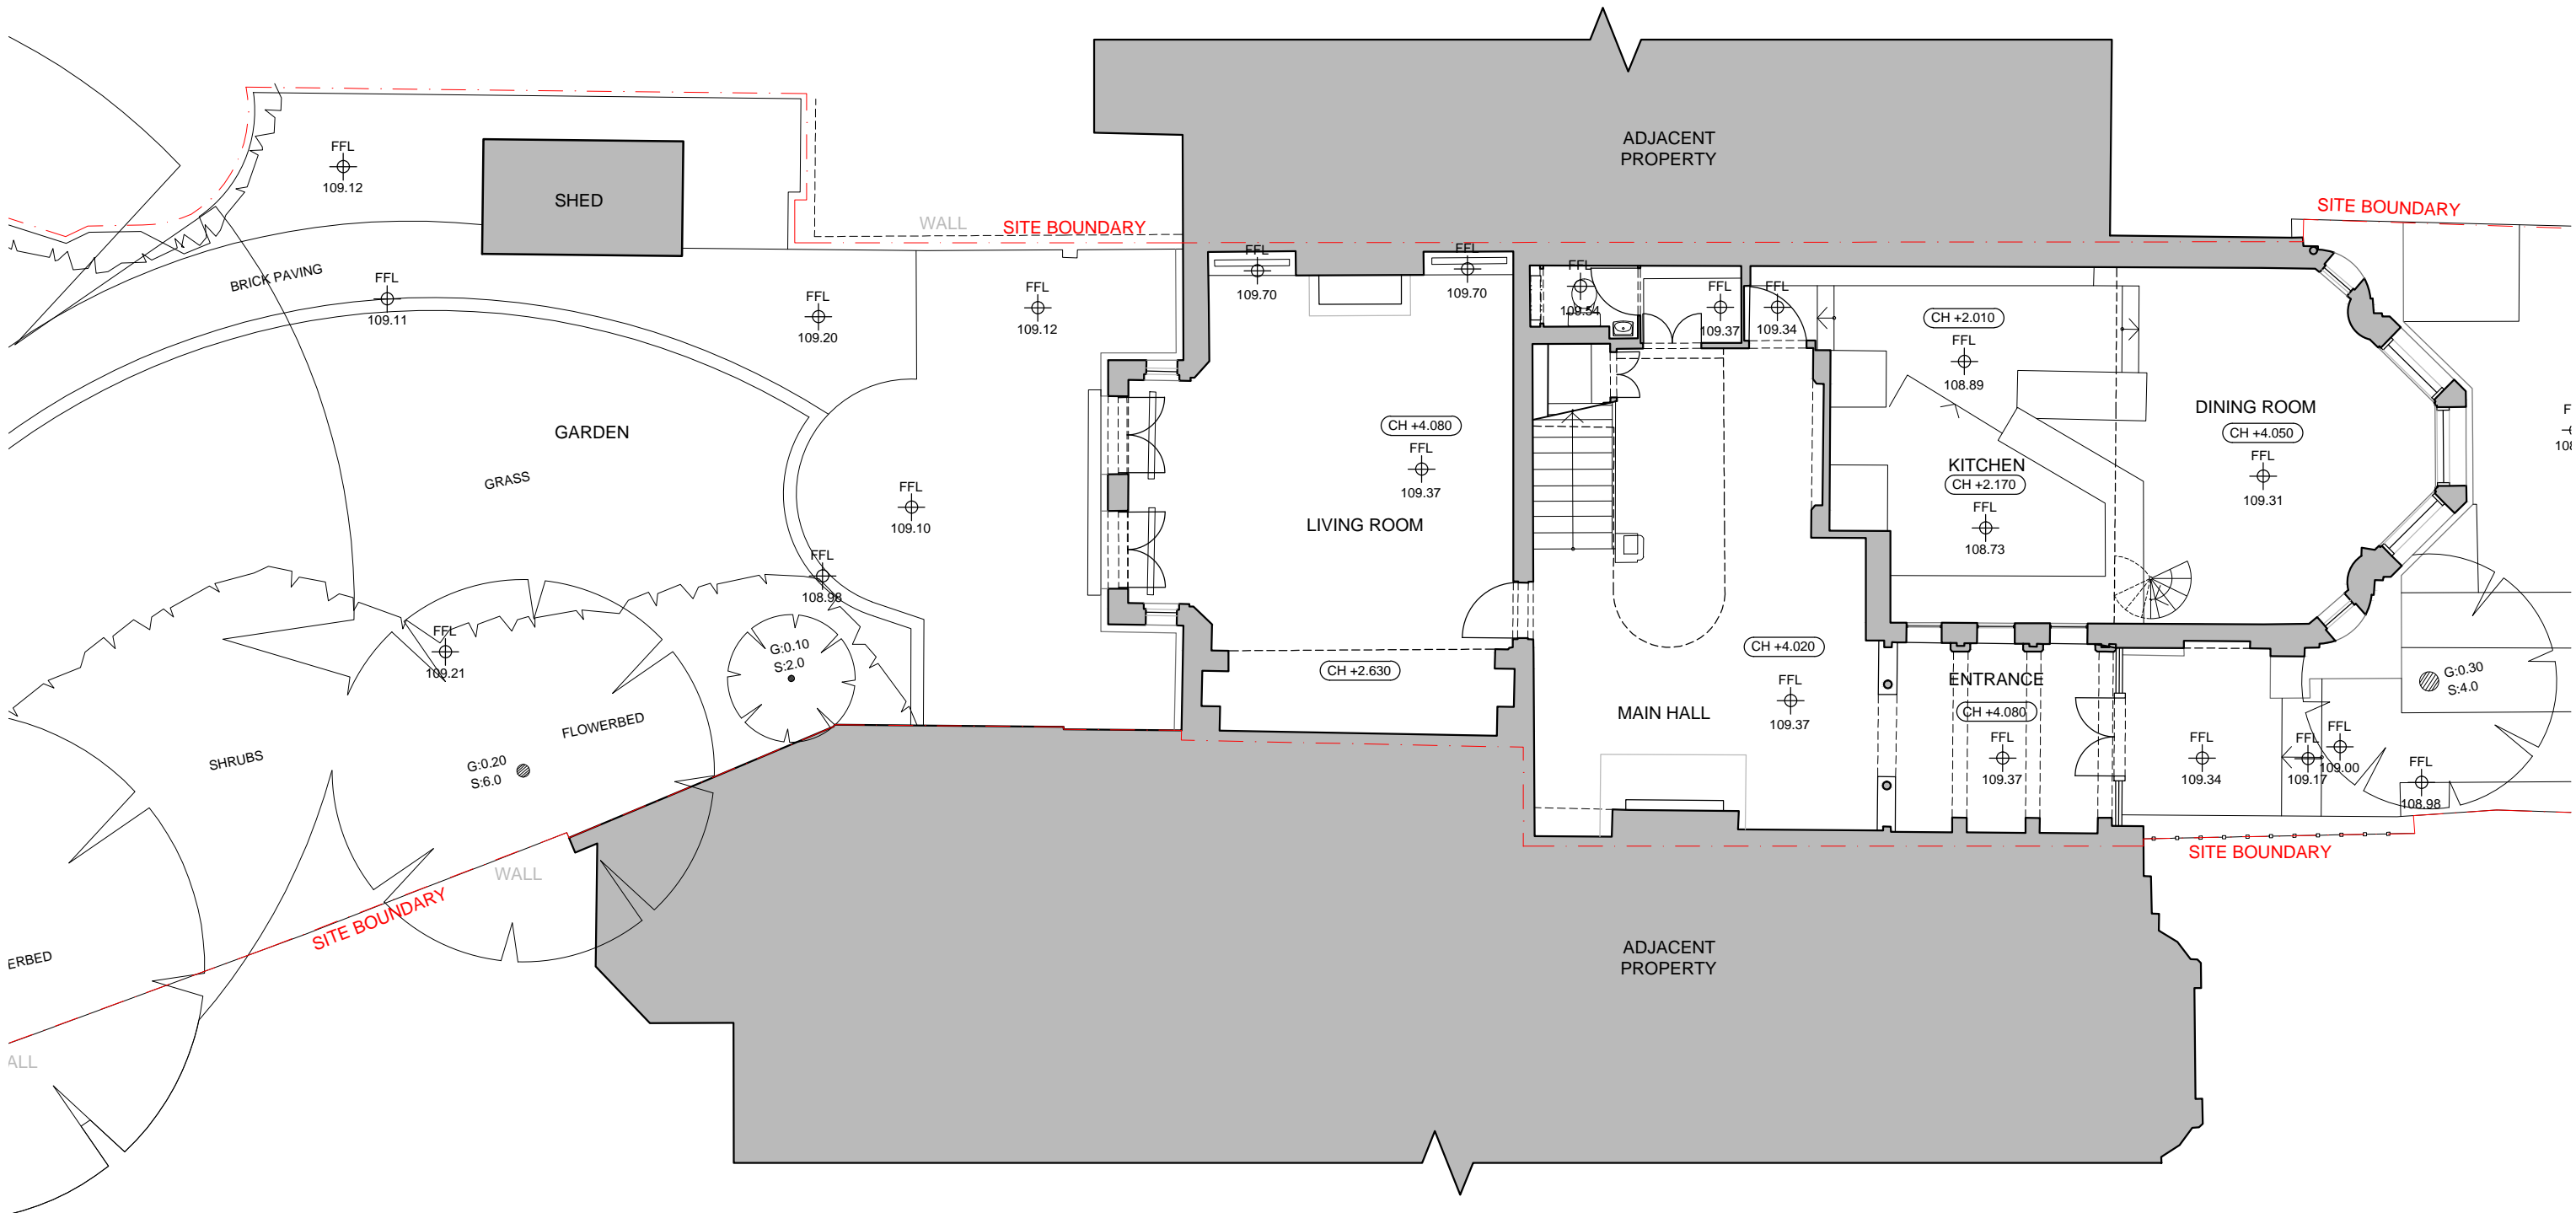 ADJACENT
PROPERTY
FFL
109.12
SHED
WALL
SITE BOUNDARY
SITE BOUNDARY
BRICK PAVING
FFL
109.11
FFL
109.20
FFL
109.12
FFL
109.70
FFL
109.70
FFL
109.54
FFL
109.37
FFL
109.34
CH +2.010
FFL
108.89
GARDEN
GRASS
FFL
109.10
CH +4.080
FFL
109.37
LIVING ROOM
KITCHEN
CH +2.170
FFL
108.73
DINING ROOM
CH +4.050
FFL
109.31
FFL
108.98
FFL
109.21
G:0.10
S:2.0
CH +2.630
CH +4.020
FFL
109.37
MAIN HALL
ENTRANCE
CH +4.080
FFL
109.37
FFL
109.34
FFL
109.17
FFL
109.00
FFL
108.98
G:0.30
S:4.0
SHRUBS
FLOWERBED
G:0.20
S:6.0
SITE BOUNDARY
WALL
SITE BOUNDARY
ERBED
ALL
ADJACENT
PROPERTY